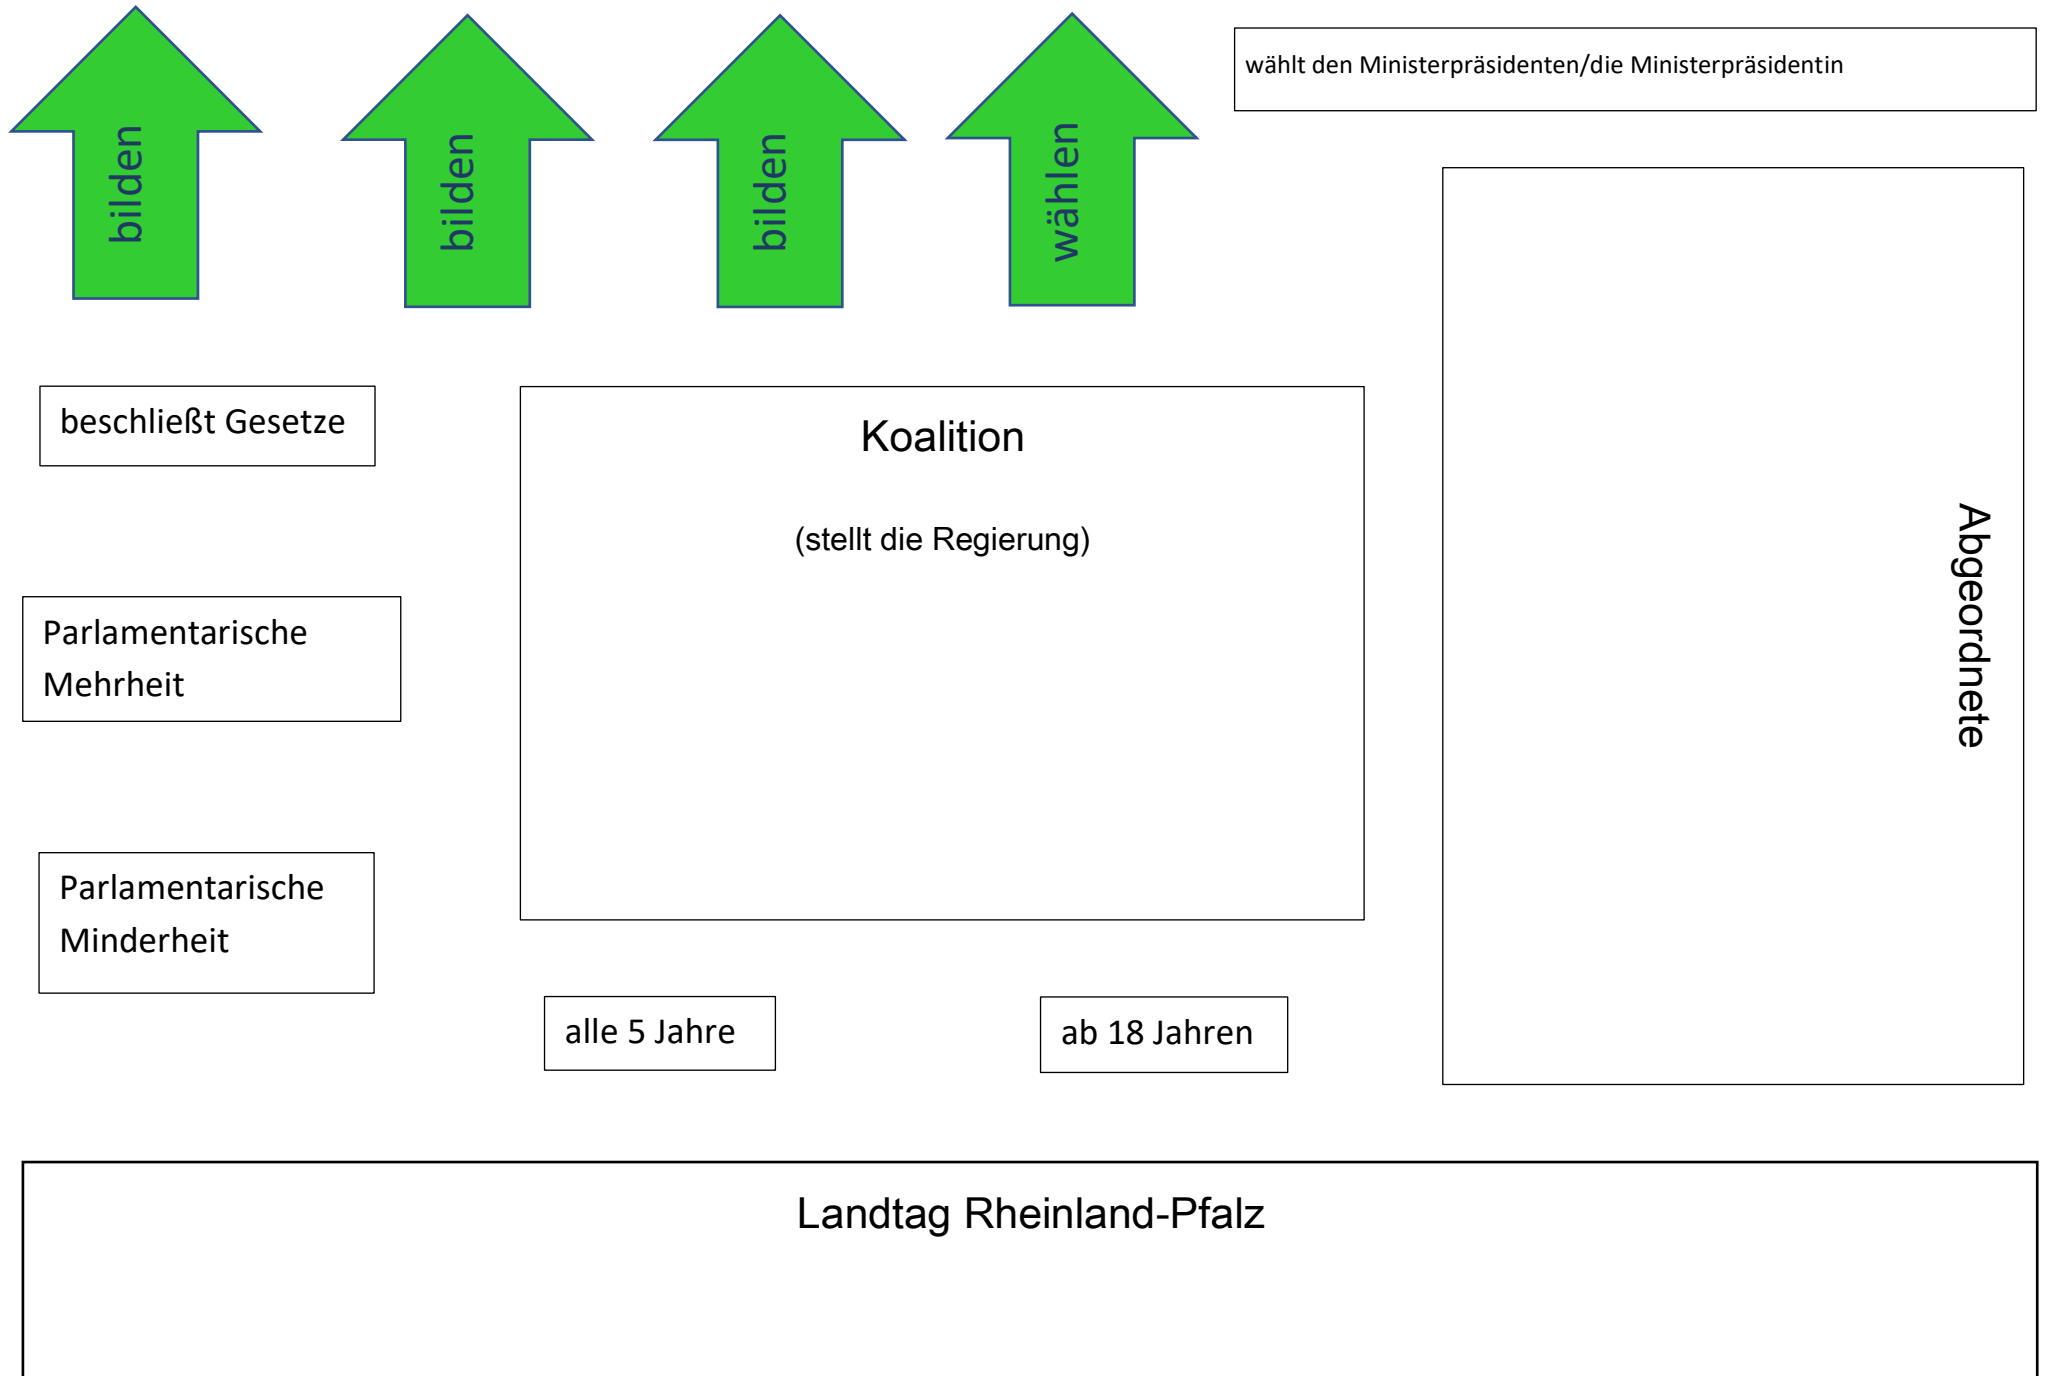 bilden
bilden
bilden
wählen
wählt den Ministerpräsidenten/die Ministerpräsidentin
beschließt Gesetze
Koalition
(stellt die Regierung)
Abgeordnete
Parlamentarische
Mehrheit
Parlamentarische
Minderheit
alle 5 Jahre
ab 18 Jahren
Landtag Rheinland-Pfalz